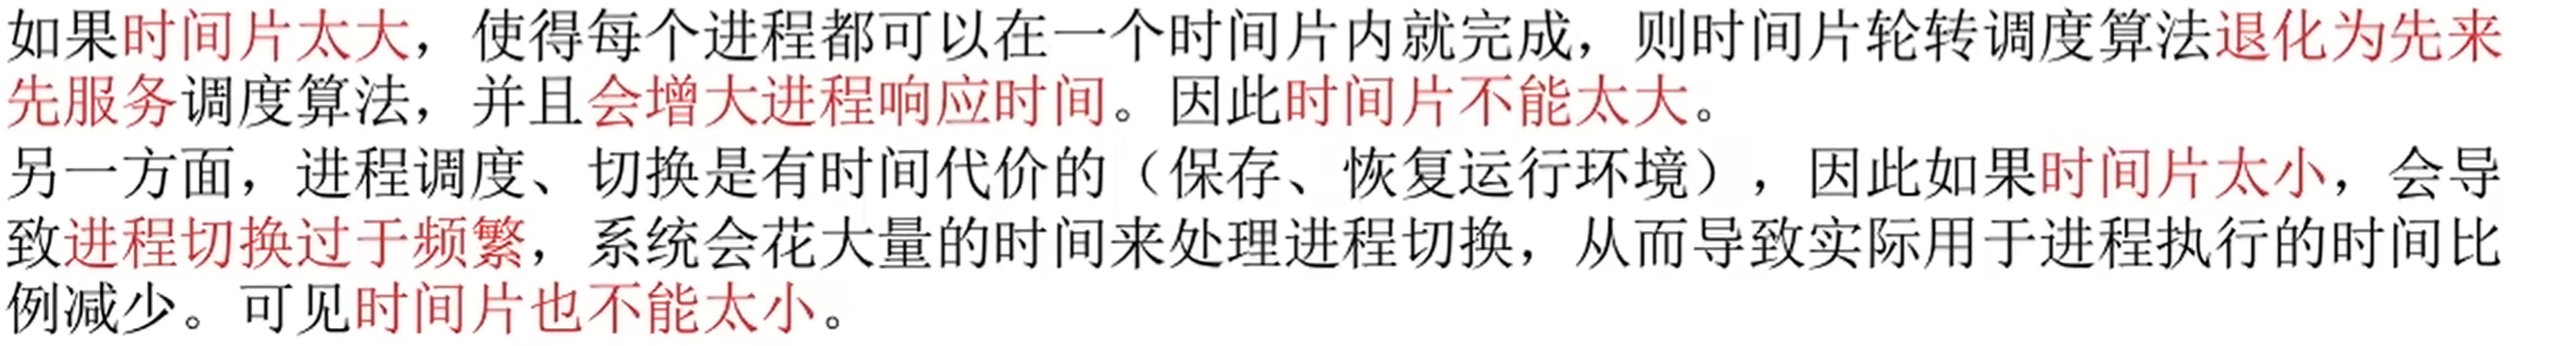 如果时间片太大，使得每个进程都可以在一个时间片内就完成，则时间片轮转调度算法退化为先来
先服务调度算法，并且会增大进程响应时间。因此时间片不能太大。
另一方面，进程调度、切换是有时间代价的（保存、恢复运行环境），因此如果时间片太小，会导
致进程切换过于频繁，系统会花大量的时间来处理进程切换，从而导致实际用于进程执行的时间比
例减少。可见时间片也不能太小。